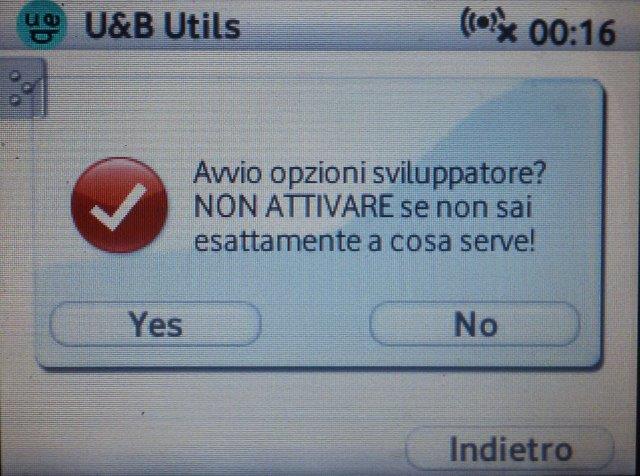 U&B Utils
00:16
Avvio opzioni sviluppatore?
NON ATTIVARE se non sai
esattamente a cosa serve!
Yes
No
Indietro